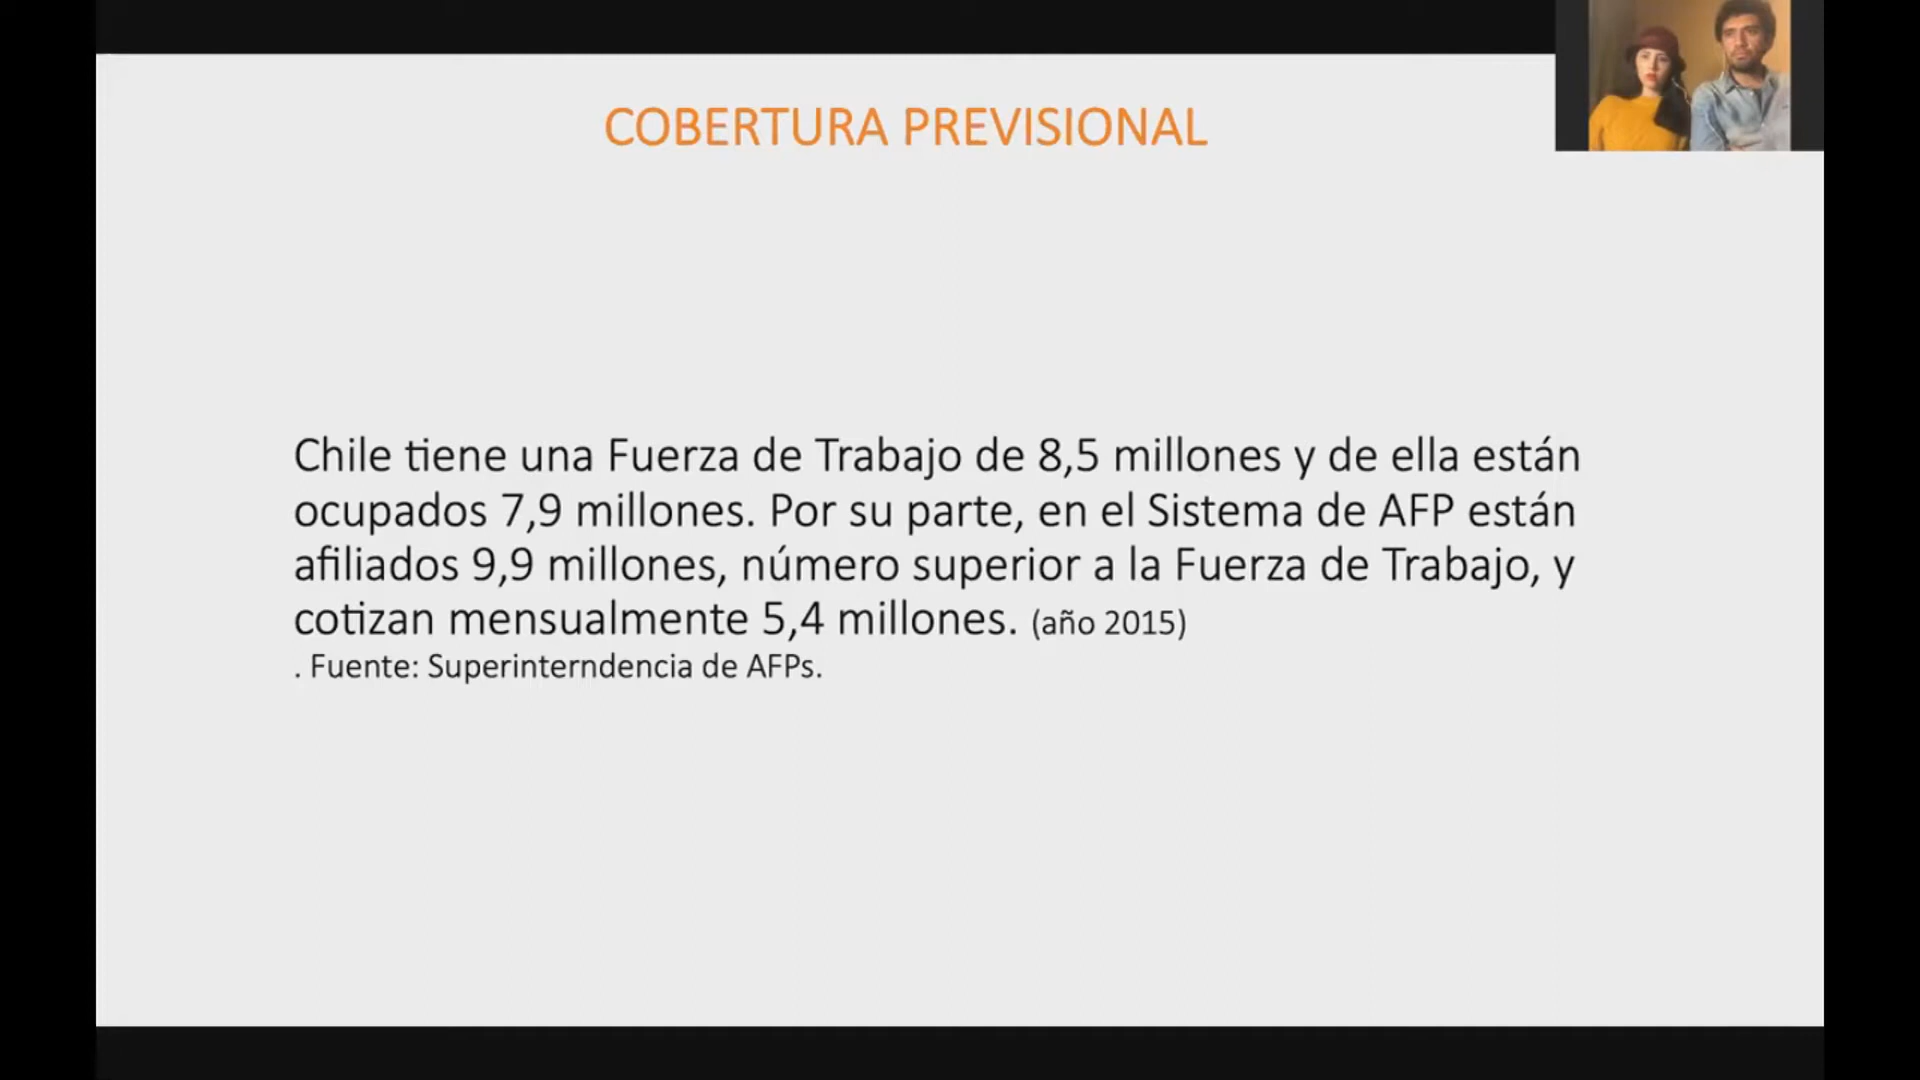 COBERTURA PREVISIONAL
Chile tiene una Fuerza de Trabajo de 8,5 millones y de ella están
ocupados 7,9 millones. Por su parte, en el Sistema de AFP están
afiliados 9,9 millones, número superior a la Fuerza de Trabajo, y
cotizan mensualmente 5,4 millones. (año 2015)
. Fuente: Superinterndencia de AFPs.